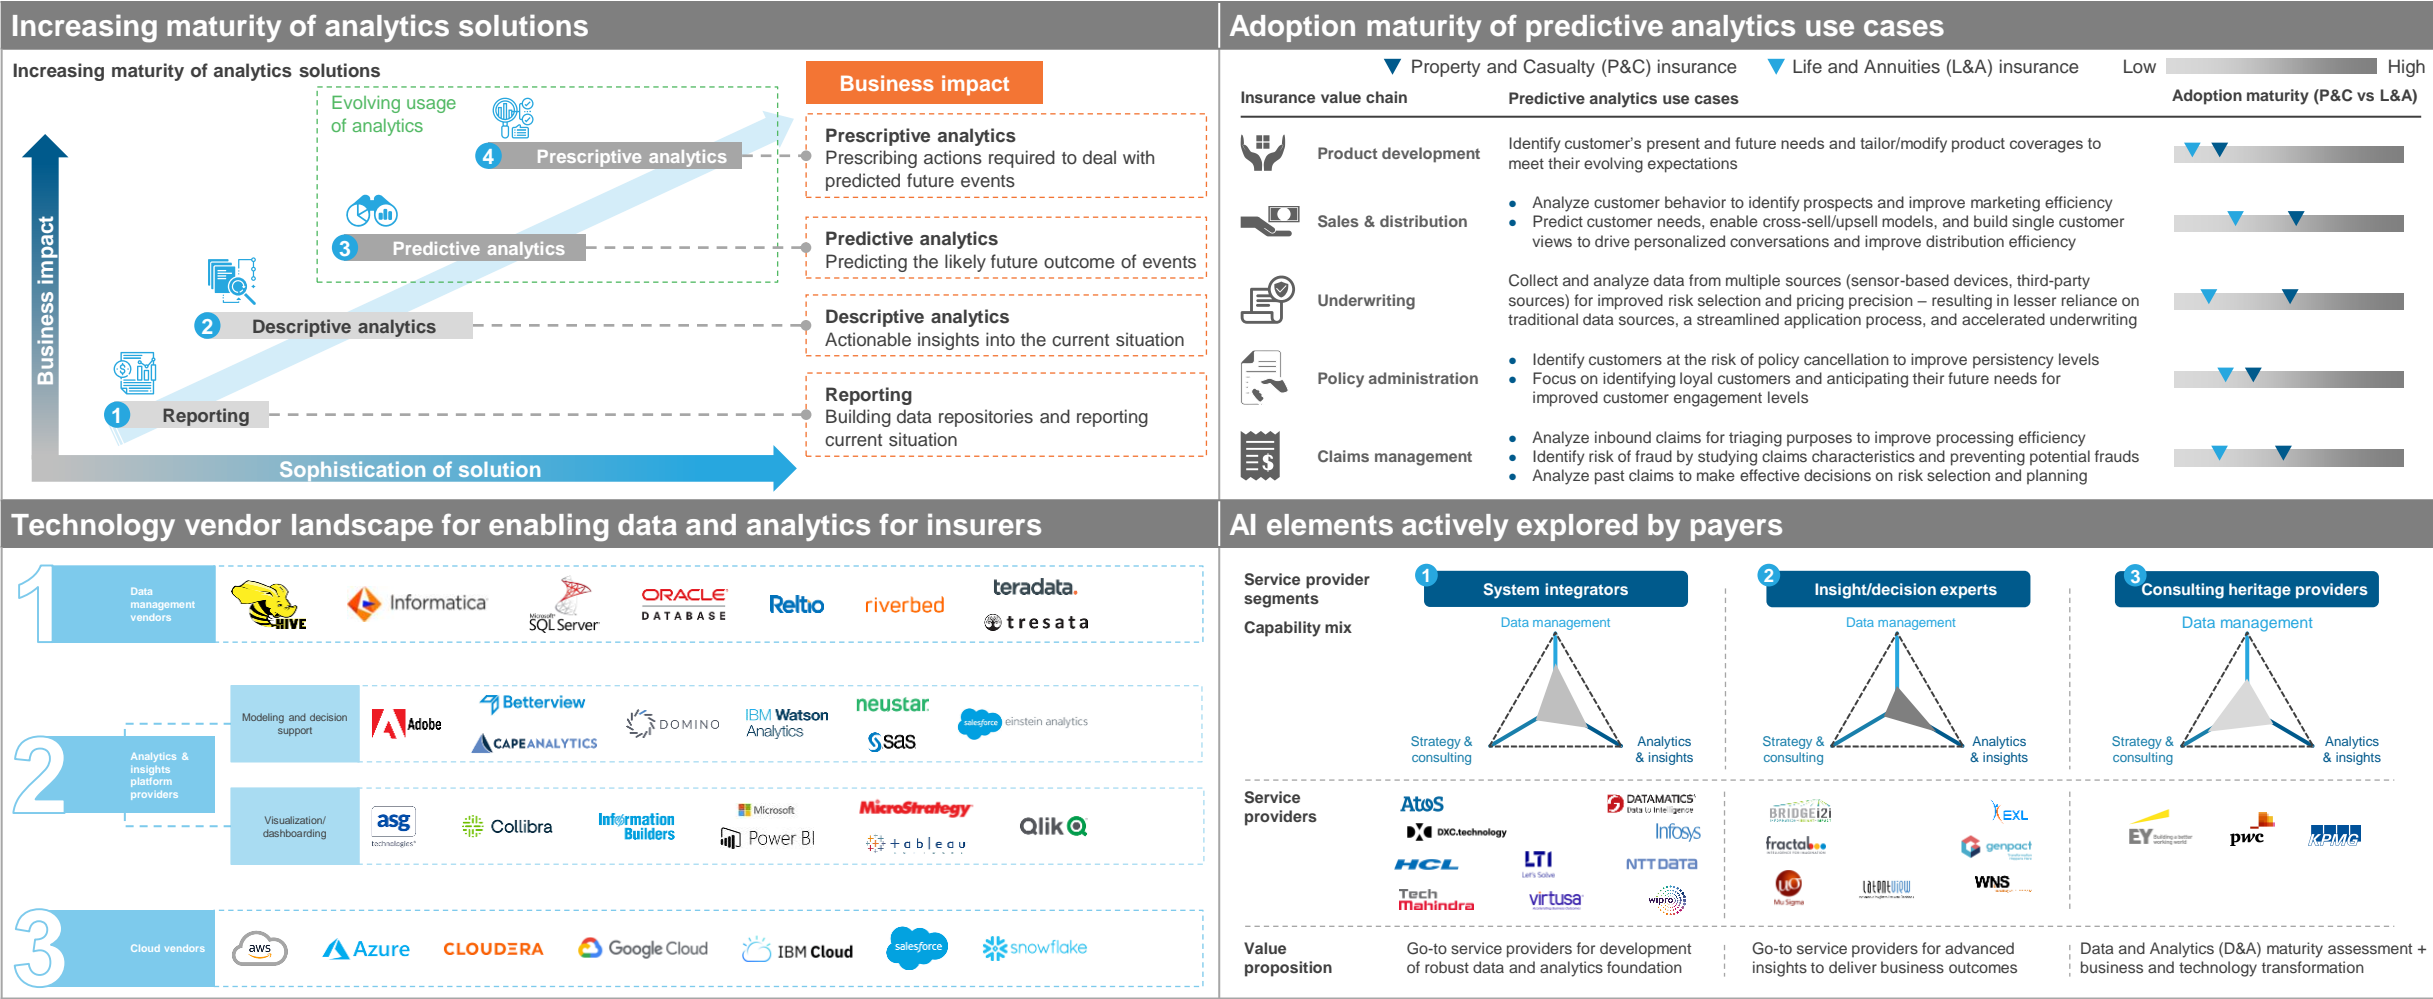 Increasing maturity of analytics solutions
Increasing maturity of analytics solutions
Business impact
Sophistication of solution
Evolving usage
of analytics
4 Prescriptive analytics
3 Predictive analytics
2 Descriptive analytics
1 Reporting
Business impact
Prescriptive analytics
Prescribing actions required to deal with
predicted future events
Predictive analytics
Predicting the likely future outcome of events
Descriptive analytics
Actionable insights into the current situation
Reporting
Building data repositories and reporting
current situation
Adoption maturity of predictive analytics use cases
Property and Casualty (P&C) insurance
Life and Annuities (L&A) insurance
Low
High
Insurance value chain
Predictive analytics use cases
Adoption maturity (P&C vs L&A)
Product development
Identify customer's present and future needs and tailor/modify product coverages to
meet their evolving expectations
Sales & distribution
● Analyze customer behavior to identify prospects and improve marketing efficiency
● Predict customer needs, enable cross-sell/upsell models, and build single customer
views to drive personalized conversations and improve distribution efficiency
Underwriting
Collect and analyze data from multiple sources (sensor-based devices, third-party
sources) for improved risk selection and pricing precision – resulting in lesser reliance on
traditional data sources, a streamlined application process, and accelerated underwriting
Policy administration
● Identify customers at the risk of policy cancellation to improve persistency levels
● Focus on identifying loyal customers and anticipating their future needs for
improved customer engagement levels
Claims management
● Analyze inbound claims for triaging purposes to improve processing efficiency
● Identify risk of fraud by studying claims characteristics and preventing potential frauds
● Analyze past claims to make effective decisions on risk selection and planning
Technology vendor landscape for enabling data and analytics for insurers
1
Data
management
vendors
HIVE
Informatica
Microsoft
SQL Server
ORACLE
DATABASE
Reltio
riverbed
teradata.
tresata
2
Analytics &
insights
platform
providers
Modeling and decision
support
Adobe
Betterview
CAPEANALYTICS
DOMINO
IBM Watson
Analytics
neustar
sas
salesforce einstein analytics
Visualization/
dashboarding
asg
technologies
Collibra
Information
Builders
Microsoft
Power BI
MicroStrategy
+ableau
Qlik
3
Cloud vendors
aws
Azure
CLOUDERA
Google Cloud
IBM Cloud
salesforce
snowflake
AI elements actively explored by payers
Service provider
segments
1 System integrators
2 Insight/decision experts
3 Consulting heritage providers
Capability mix
Data management
Strategy &
consulting
Analytics
& insights
Data management
Strategy &
consulting
Analytics
& insights
Data management
Strategy &
consulting
Analytics
& insights
Service
providers
Atos
DATAMATICS
Data to Intelligence
DXC.technology
Infosys
HCL
LTI
Let's Solve
NTT DATA
Tech
Mahindra
virtusa
wipro
BRIDGEi2i
EXL
fractal
genpact
Mu Sigma
LatentView
WNS
EY Building a better
working world
pwc
KPMG
Value
proposition
Go-to service providers for development
of robust data and analytics foundation
Go-to service providers for advanced
insights to deliver business outcomes
Data and Analytics (D&A) maturity assessment +
business and technology transformation